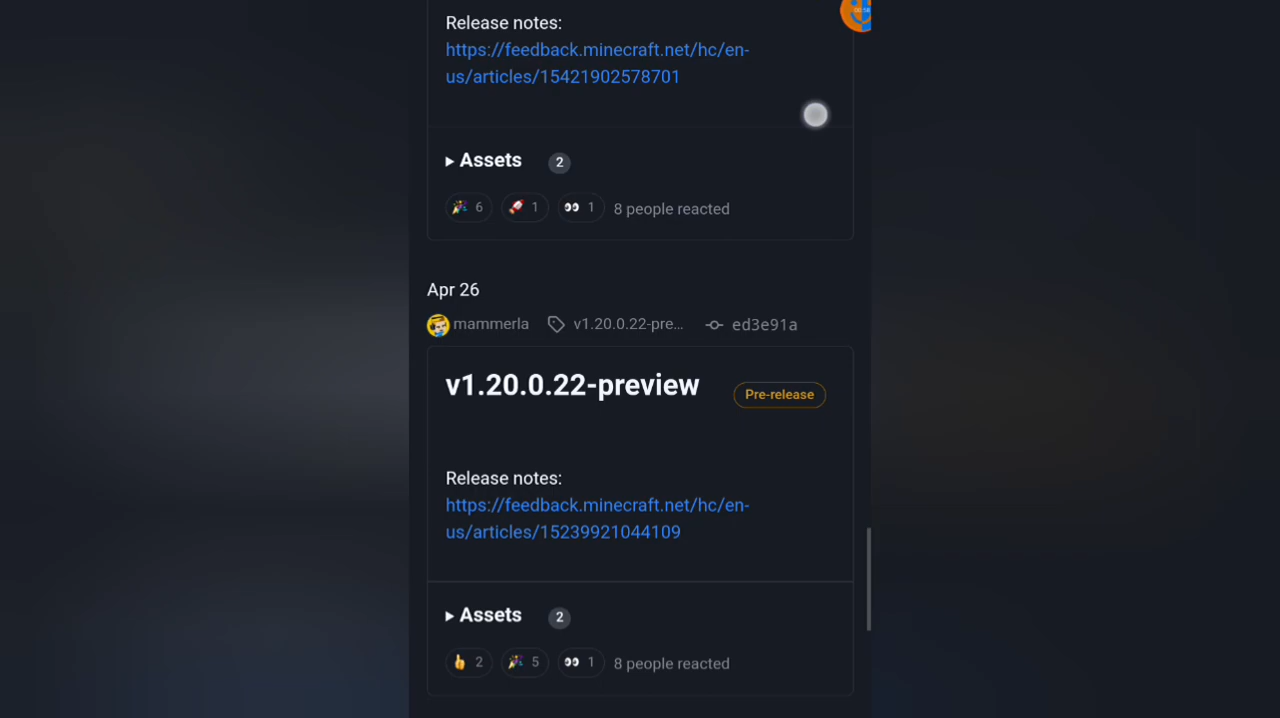 00:58
Release notes:
https://feedback.minecraft.net/hc/en-
us/articles/15421902578701
Assets 2
6 1 1 8 people reacted
Apr 26
mammerla v1.20.0.22-pre... ed3e91a
v1.20.0.22-preview Pre-release
Release notes:
https://feedback.minecraft.net/hc/en-
us/articles/15239921044109
Assets 2
2 5 1 8 people reacted